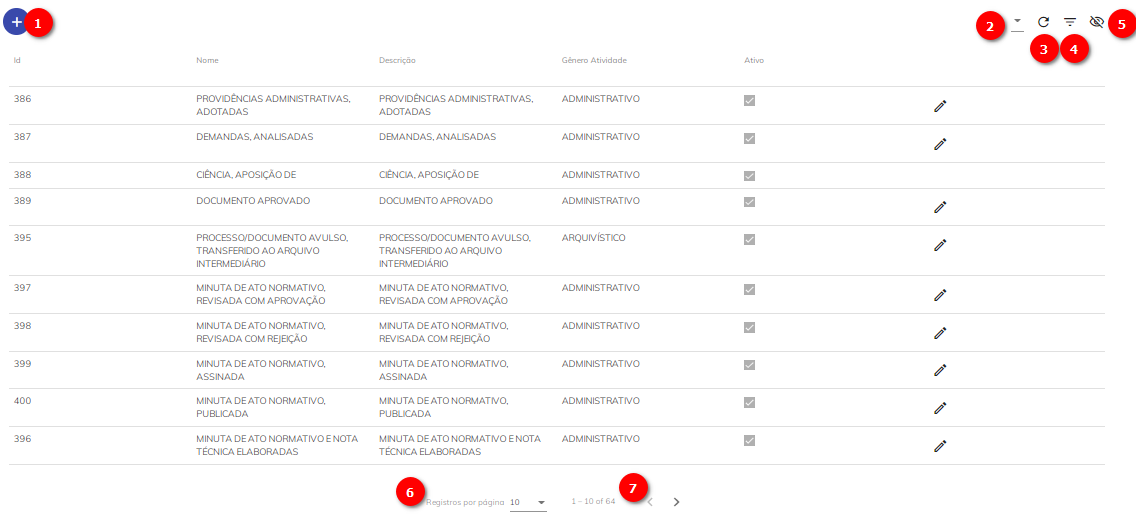 + 1
2
3
4
5
Id Nome Descrição Gênero Atividade Ativo
386 PROVIDÊNCIAS ADMINISTRATIVAS, PROVIDÊNCIAS ADMINISTRATIVAS, ADMINISTRATIVO
ADOTADAS ADOTADAS
387 DEMANDAS, ANALISADAS DEMANDAS, ANALISADAS ADMINISTRATIVO
388 CIÊNCIA, APOSIÇÃO DE CIÊNCIA, APOSIÇÃO DE ADMINISTRATIVO
389 DOCUMENTO APROVADO DOCUMENTO APROVADO ADMINISTRATIVO
395 PROCESSO/DOCUMENTO AVULSO, PROCESSO/DOCUMENTO AVULSO, ARQUIVÍSTICO
TRANSFERIDO AO ARQUIVO TRANSFERIDO AO ARQUIVO
INTERMEDIÁRIO INTERMEDIÁRIO
397 MINUTA DE ATO NORMATIVO, MINUTA DE ATO NORMATIVO, ADMINISTRATIVO
REVISADA COM APROVAÇÃO REVISADA COM APROVAÇÃO
398 MINUTA DE ATO NORMATIVO, MINUTA DE ATO NORMATIVO, ADMINISTRATIVO
REVISADA COM REJEIÇÃO REVISADA COM REJEIÇÃO
399 MINUTA DE ATO NORMATIVO, MINUTA DE ATO NORMATIVO, ADMINISTRATIVO
ASSINADA ASSINADA
400 MINUTA DE ATO NORMATIVO, MINUTA DE ATO NORMATIVO, ADMINISTRATIVO
PUBLICADA PUBLICADA
396 MINUTA DE ATO NORMATIVO E NOTA MINUTA DE ATO NORMATIVO E NOTA ADMINISTRATIVO
TÉCNICA ELABORADAS TÉCNICA ELABORADAS
6 7
Registros por página 10 1 – 10 of 64